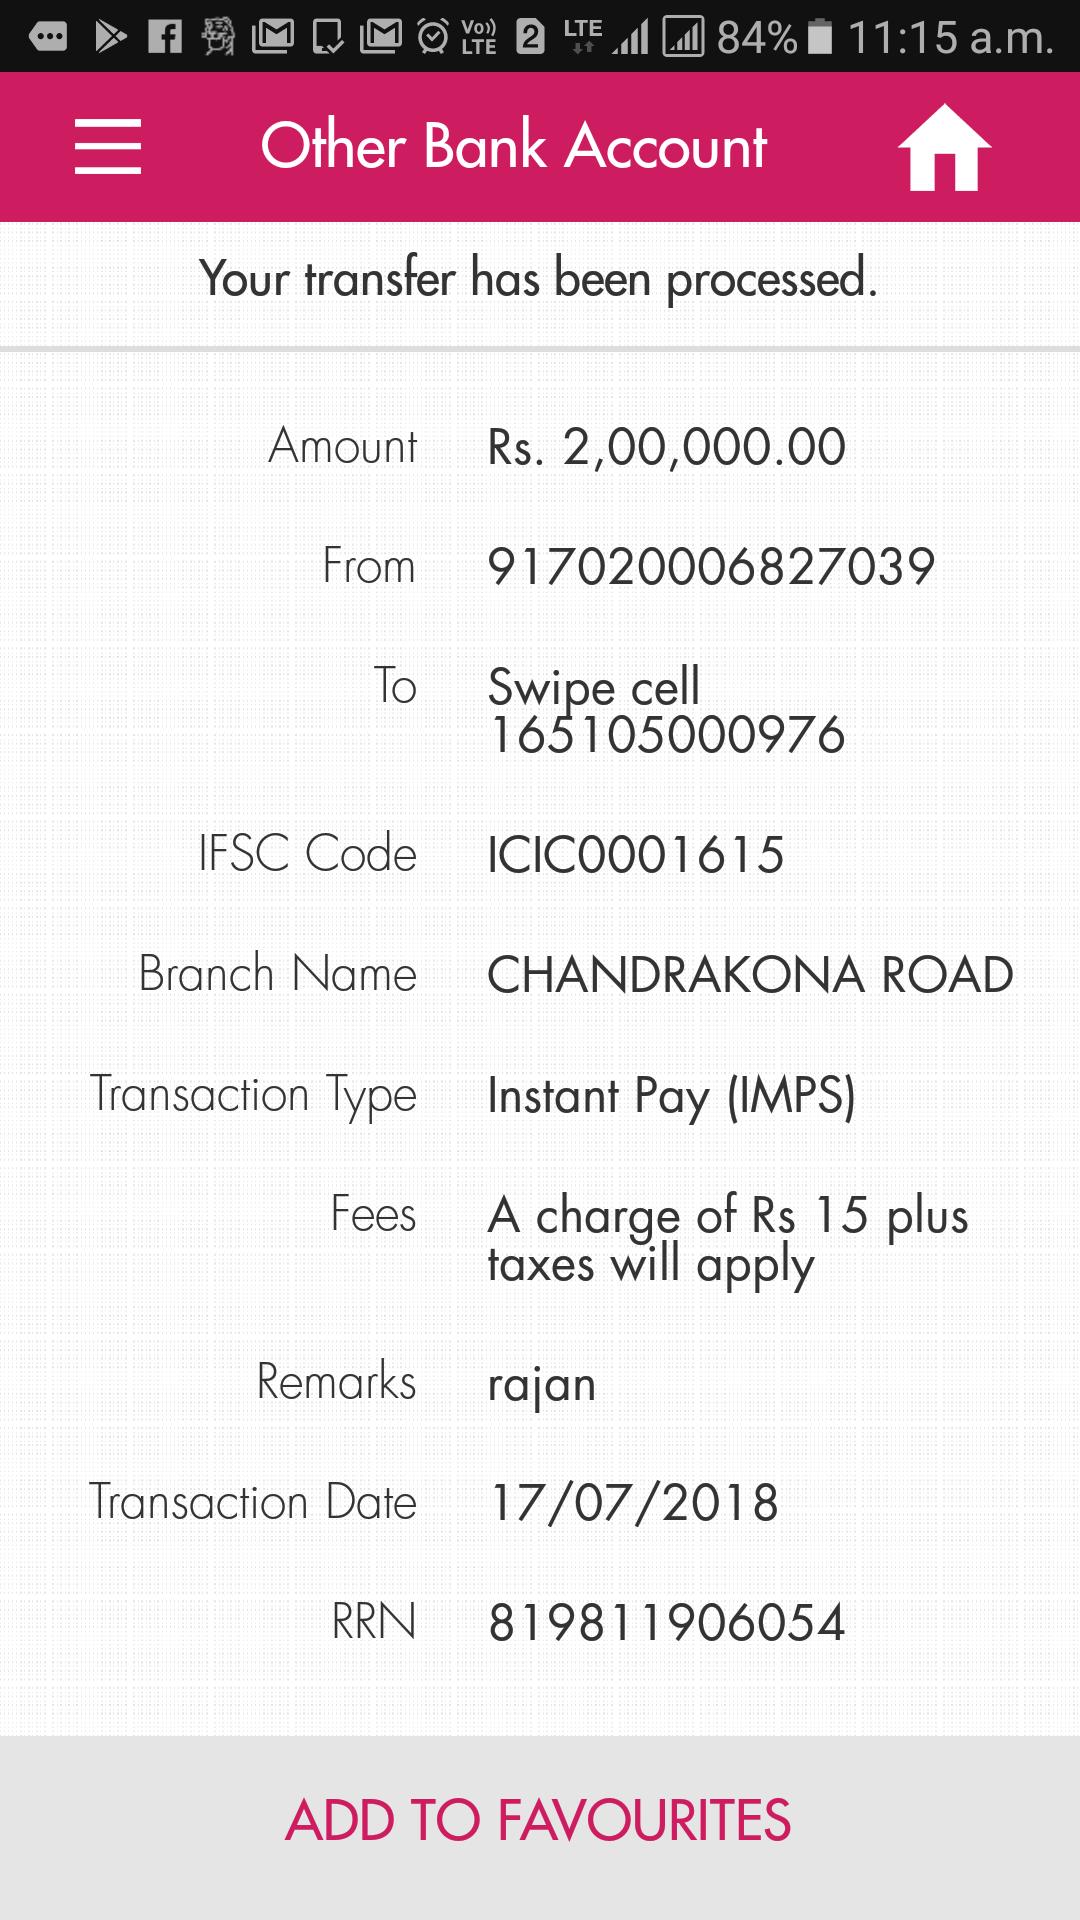 Vo)) LTE 2 LTE 84% 11:15 a.m.
Other Bank Account
Your transfer has been processed.
Amount Rs. 2,00,000.00
From 917020006827039
To Swipe cell
165105000976
IFSC Code ICIC0001615
Branch Name CHANDRAKONA ROAD
Transaction Type Instant Pay (IMPS)
Fees A charge of Rs 15 plus
taxes will apply
Remarks rajan
Transaction Date 17/07/2018
RRN 819811906054
ADD TO FAVOURITES